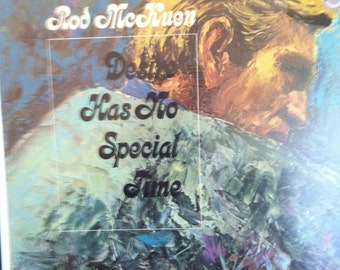 Rod McKuen
Desire
Has No
Special
Time